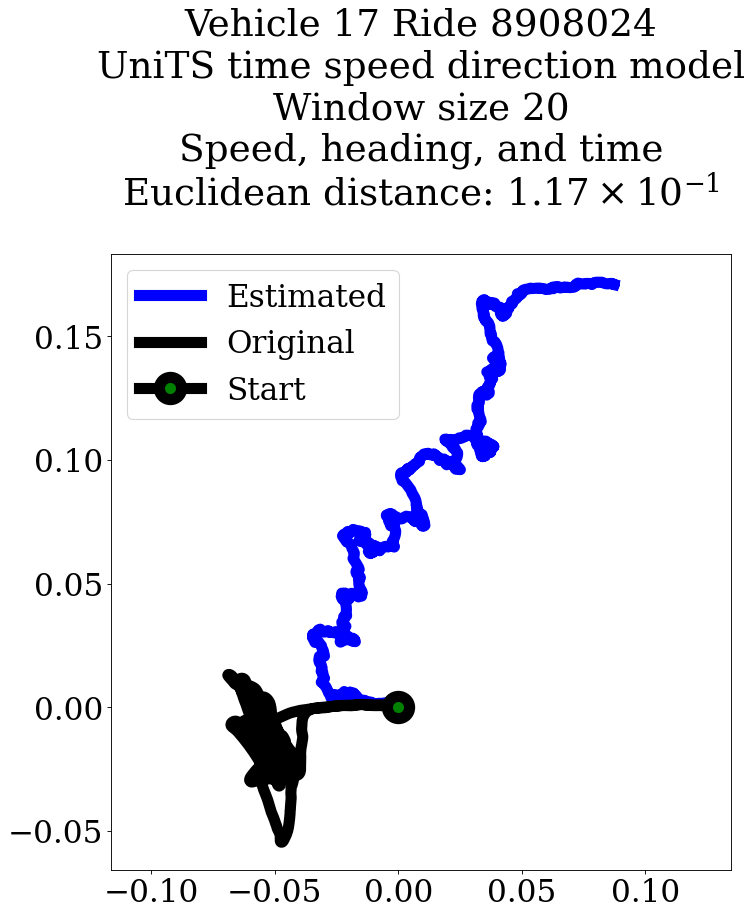 Vehicle 17 Ride 8908024
UniTS time speed direction model
Window size 20
Speed, heading, and time
Euclidean distance: 1.17 × 10⁻¹
Estimated
Original
Start
0.15
0.10
0.05
0.00
−0.05
−0.10 −0.05 0.00 0.05 0.10